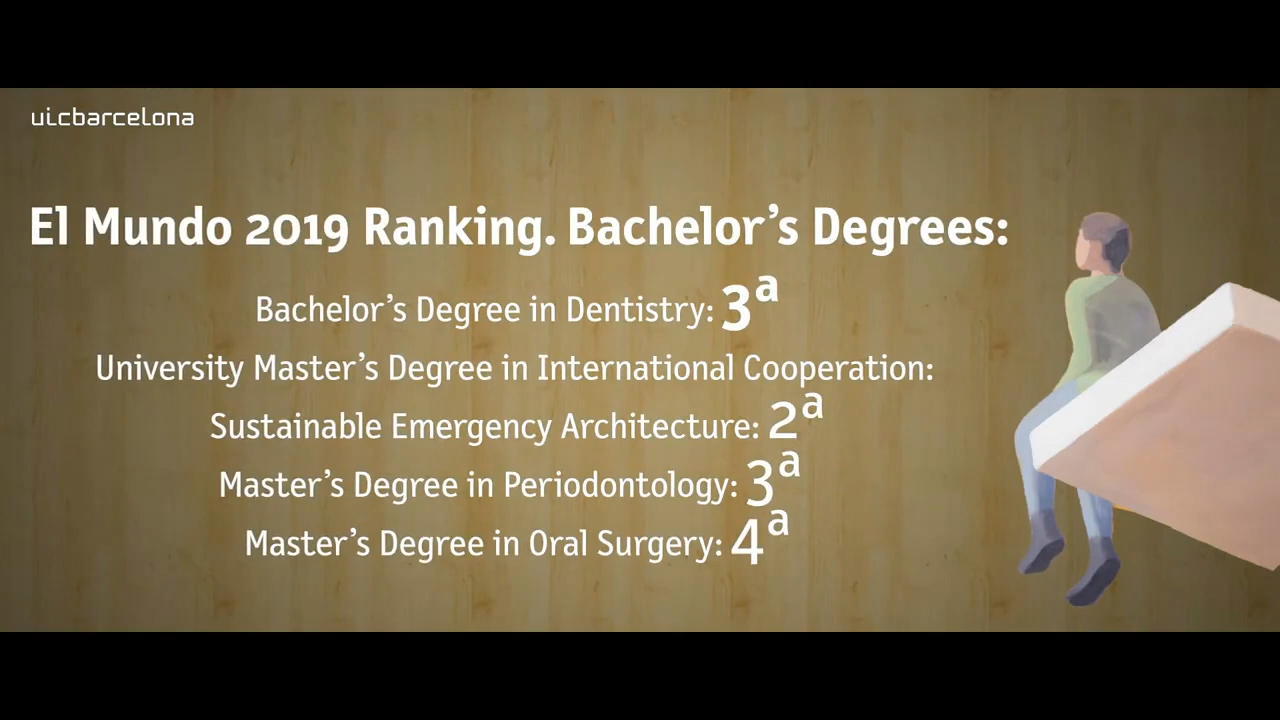 uicbarcelona
El Mundo 2019 Ranking. Bachelor’s Degrees:
Bachelor’s Degree in Dentistry: 3ª
University Master’s Degree in International Cooperation:
Sustainable Emergency Architecture: 2ª
Master’s Degree in Periodontology: 3ª
Master’s Degree in Oral Surgery: 4ª